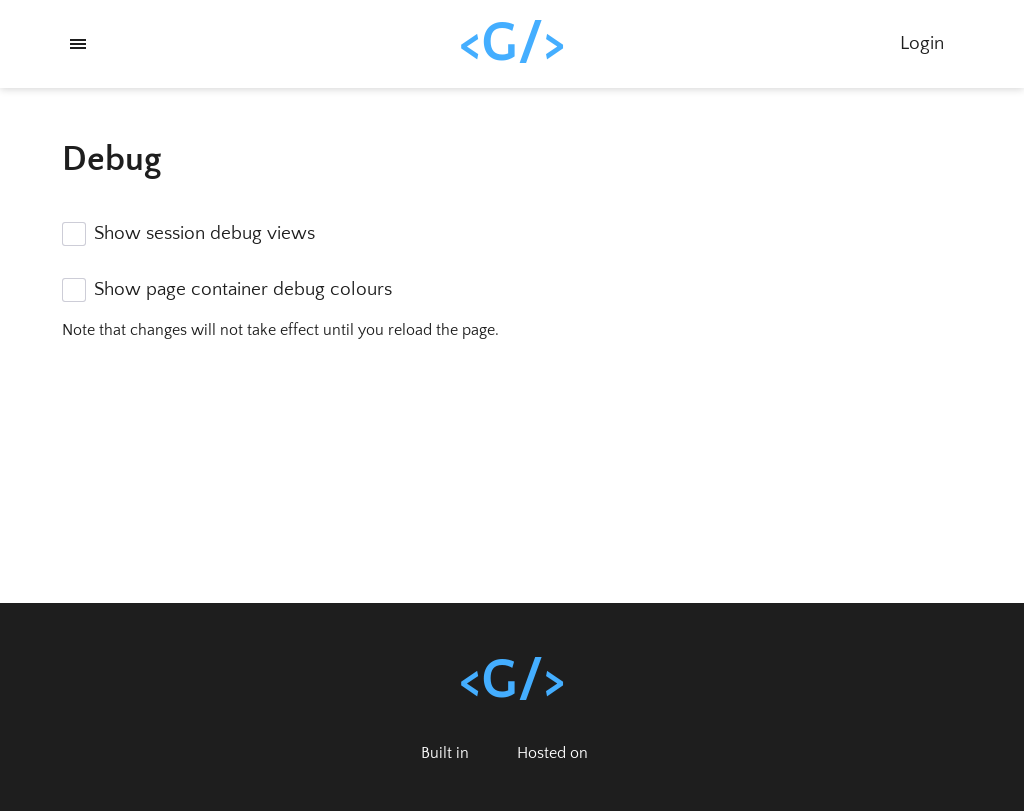 <G/>
Login
Debug
Show session debug views
Show page container debug colours
Note that changes will not take effect until you reload the page.
<G/>
Built in
Hosted on